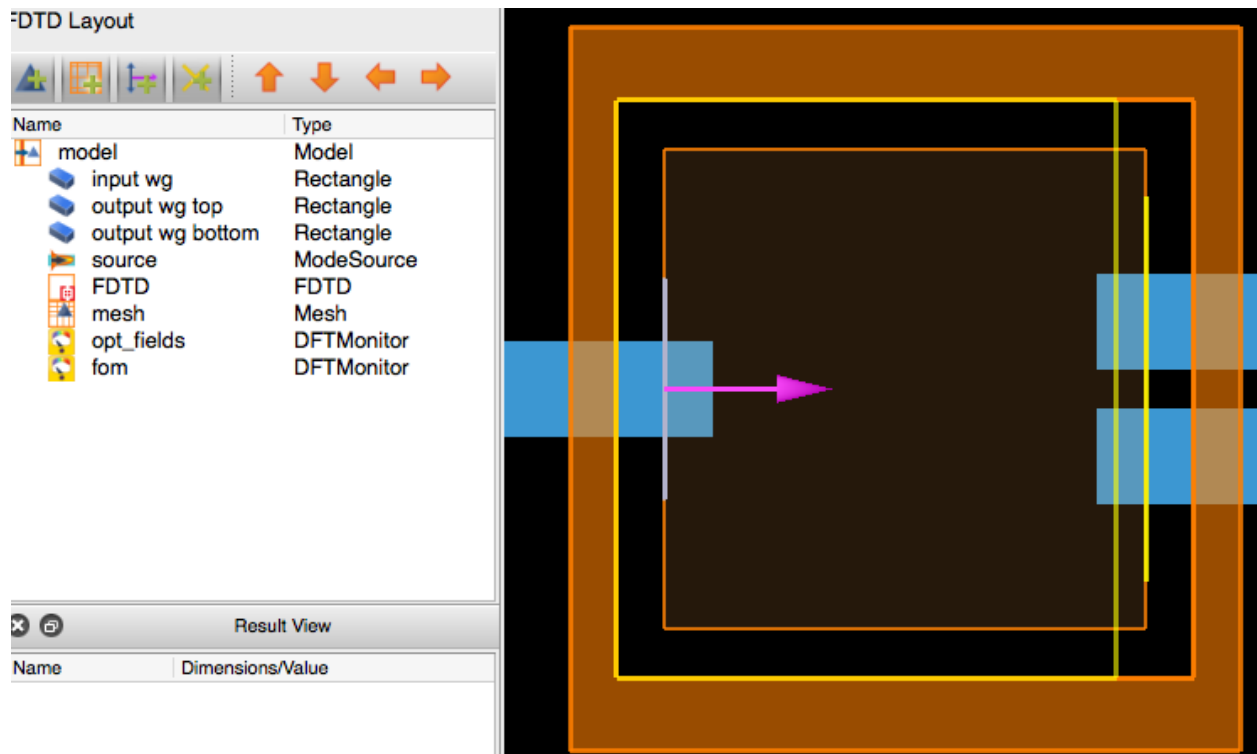 FDTD Layout
Name Type
model Model
input wg Rectangle
output wg top Rectangle
output wg bottom Rectangle
source ModeSource
FDTD FDTD
mesh Mesh
opt_fields DFTMonitor
fom DFTMonitor
Result View
Name Dimensions/Value